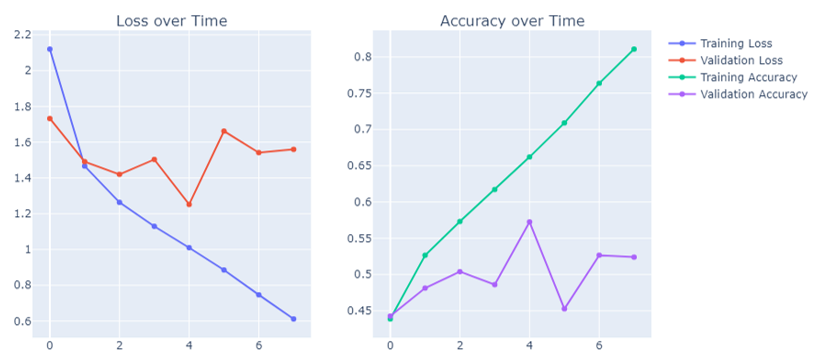 Loss over Time
2.2
2
1.8
1.6
1.4
1.2
1
0.8
0.6
0 2 4 6
Accuracy over Time
0.8
0.75
0.7
0.65
0.6
0.55
0.5
0.45
0 2 4 6
Training Loss
Validation Loss
Training Accuracy
Validation Accuracy